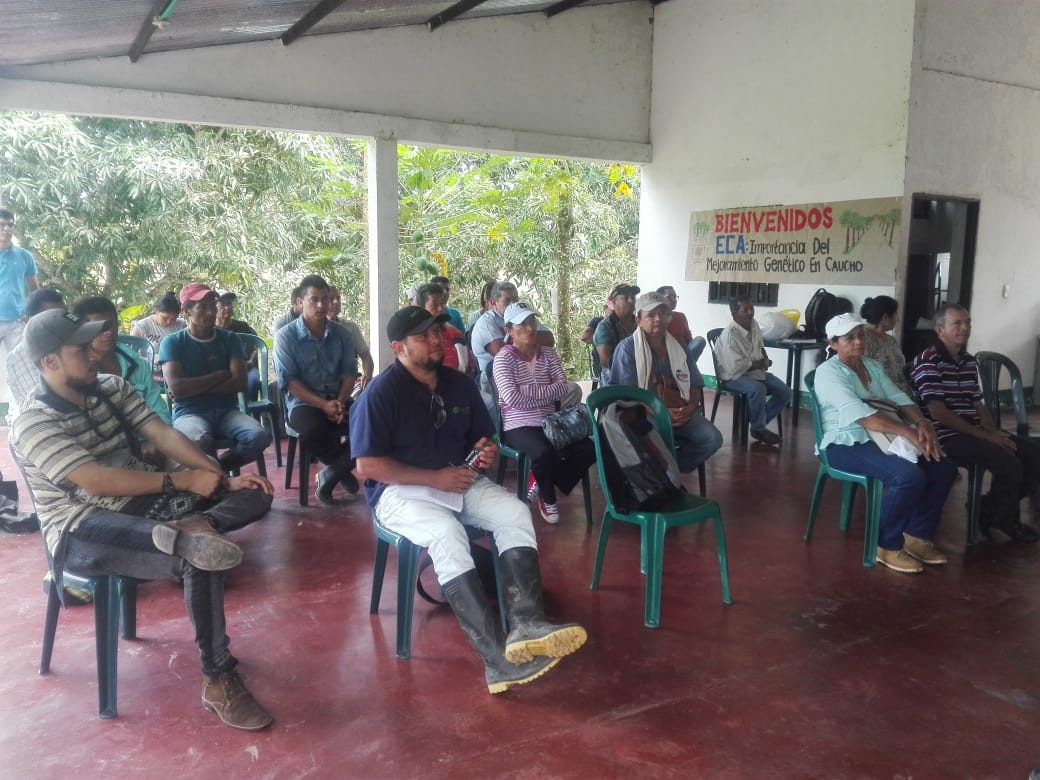 BIENVENIDOS
ECA: Importancia Del
Mejoramiento Genético En Caucho